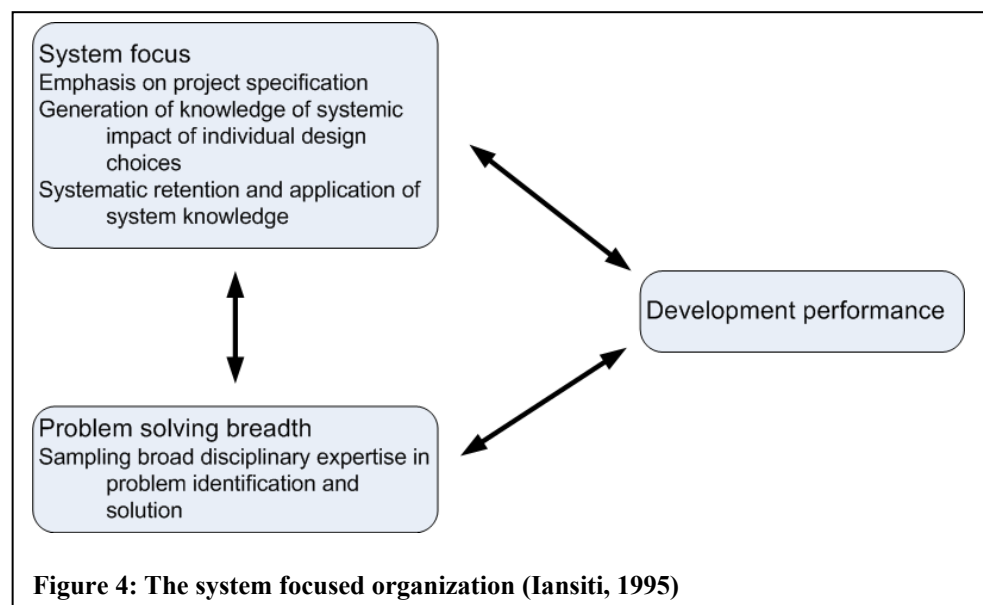 System focus
Emphasis on project specification
Generation of knowledge of systemic
impact of individual design
choices
Systematic retention and application of
system knowledge
Development performance
Problem solving breadth
Sampling broad disciplinary expertise in
problem identification and
solution
Figure 4: The system focused organization (Iansiti, 1995)